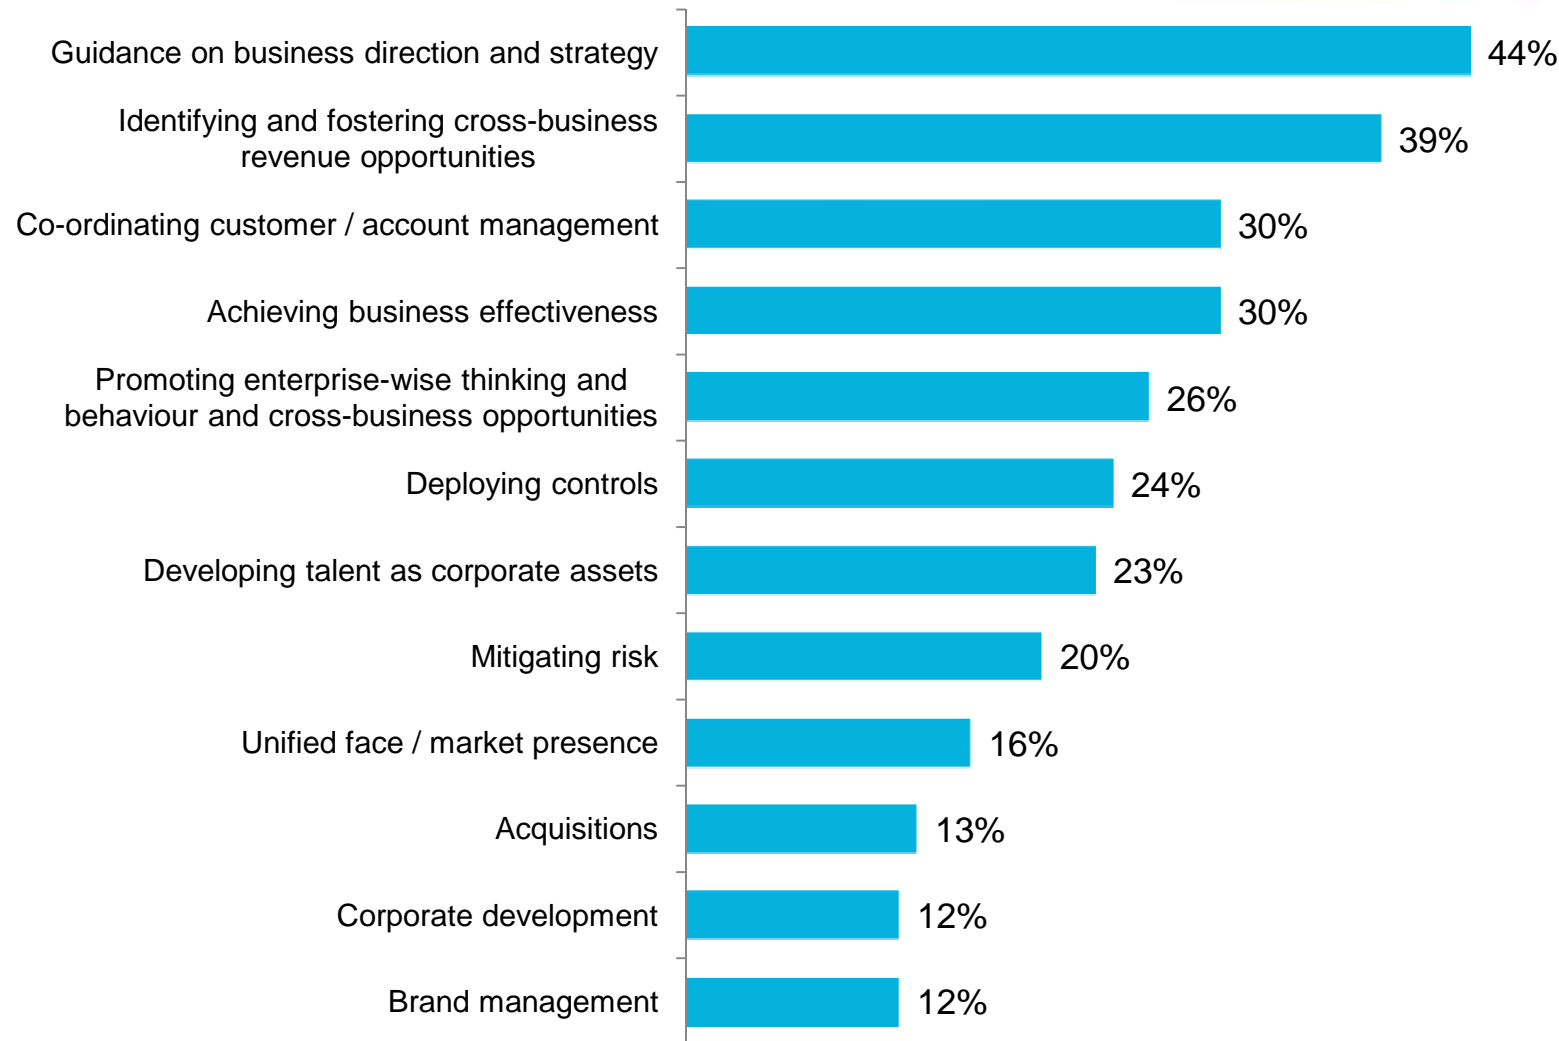 Guidance on business direction and strategy
44%
Identifying and fostering cross-business
revenue opportunities
39%
Co-ordinating customer / account management
30%
Achieving business effectiveness
30%
Promoting enterprise-wise thinking and
behaviour and cross-business opportunities
26%
Deploying controls
24%
Developing talent as corporate assets
23%
Mitigating risk
20%
Unified face / market presence
16%
Acquisitions
13%
Corporate development
12%
Brand management
12%